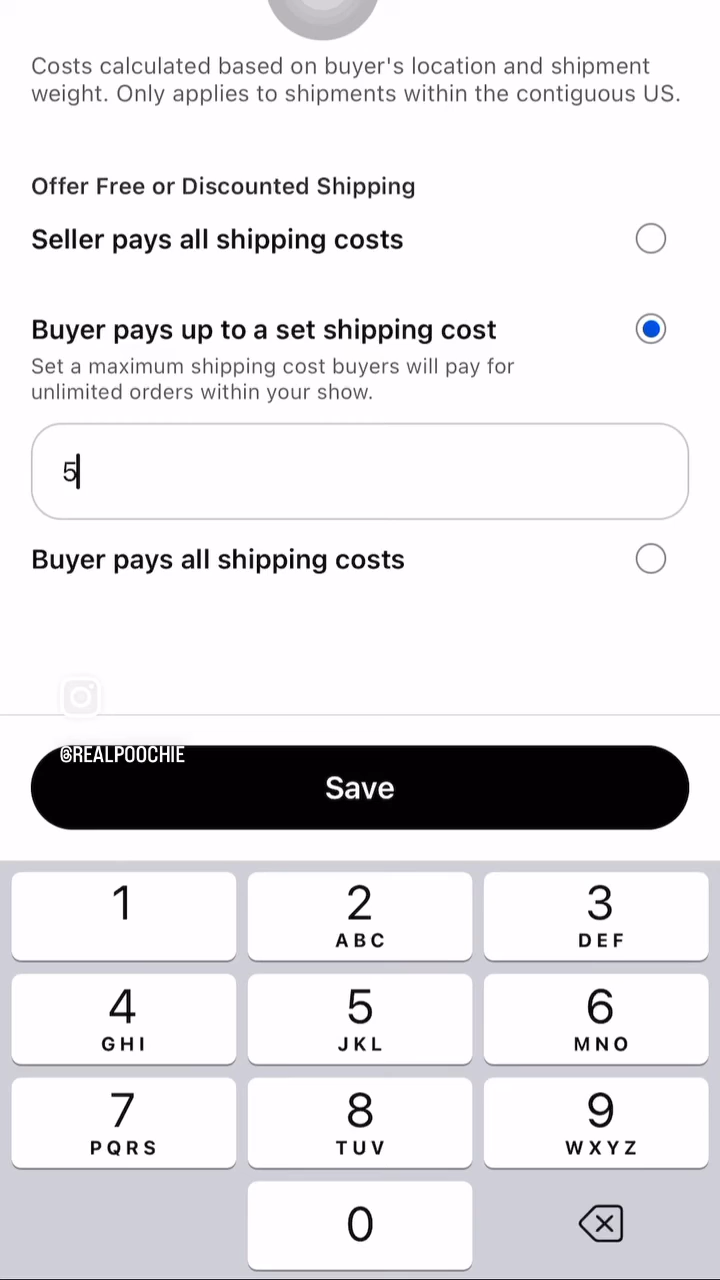 Costs calculated based on buyer's location and shipment
weight. Only applies to shipments within the contiguous US.
Offer Free or Discounted Shipping
Seller pays all shipping costs
Buyer pays up to a set shipping cost
Set a maximum shipping cost buyers will pay for
unlimited orders within your show.
5
Buyer pays all shipping costs
@REALPOOCHIE
Save
1
2
ABC
3
DEF
4
GHI
5
JKL
6
MNO
7
PQRS
8
TUV
9
WXYZ
0